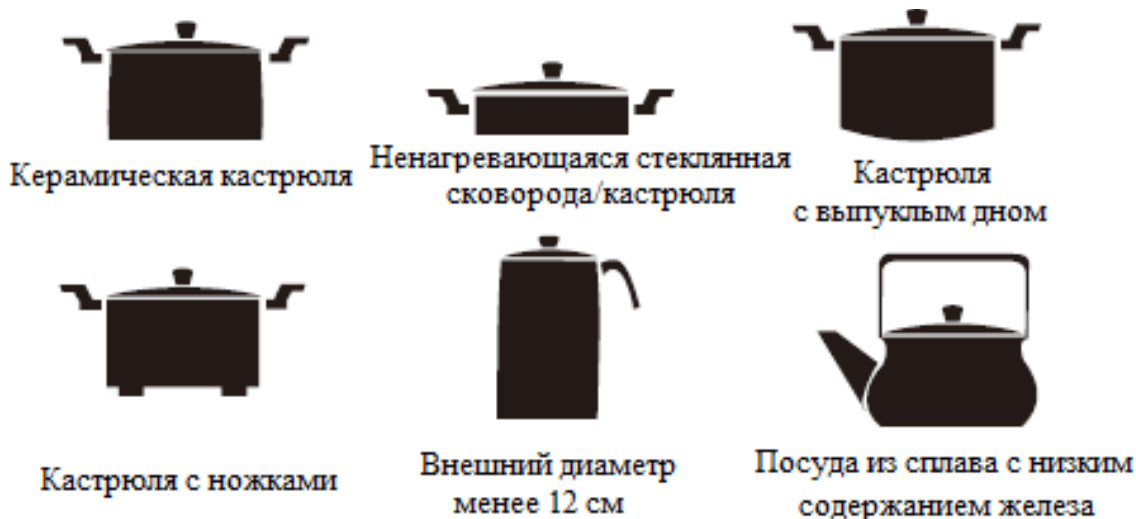 Керамическая кастрюля
Ненагревающаяся стеклянная
сковорода/кастрюля
Кастрюля
с выпуклым дном
Кастрюля с ножками
Внешний диаметр
менее 12 см
Посуда из сплава с низким
содержанием железа